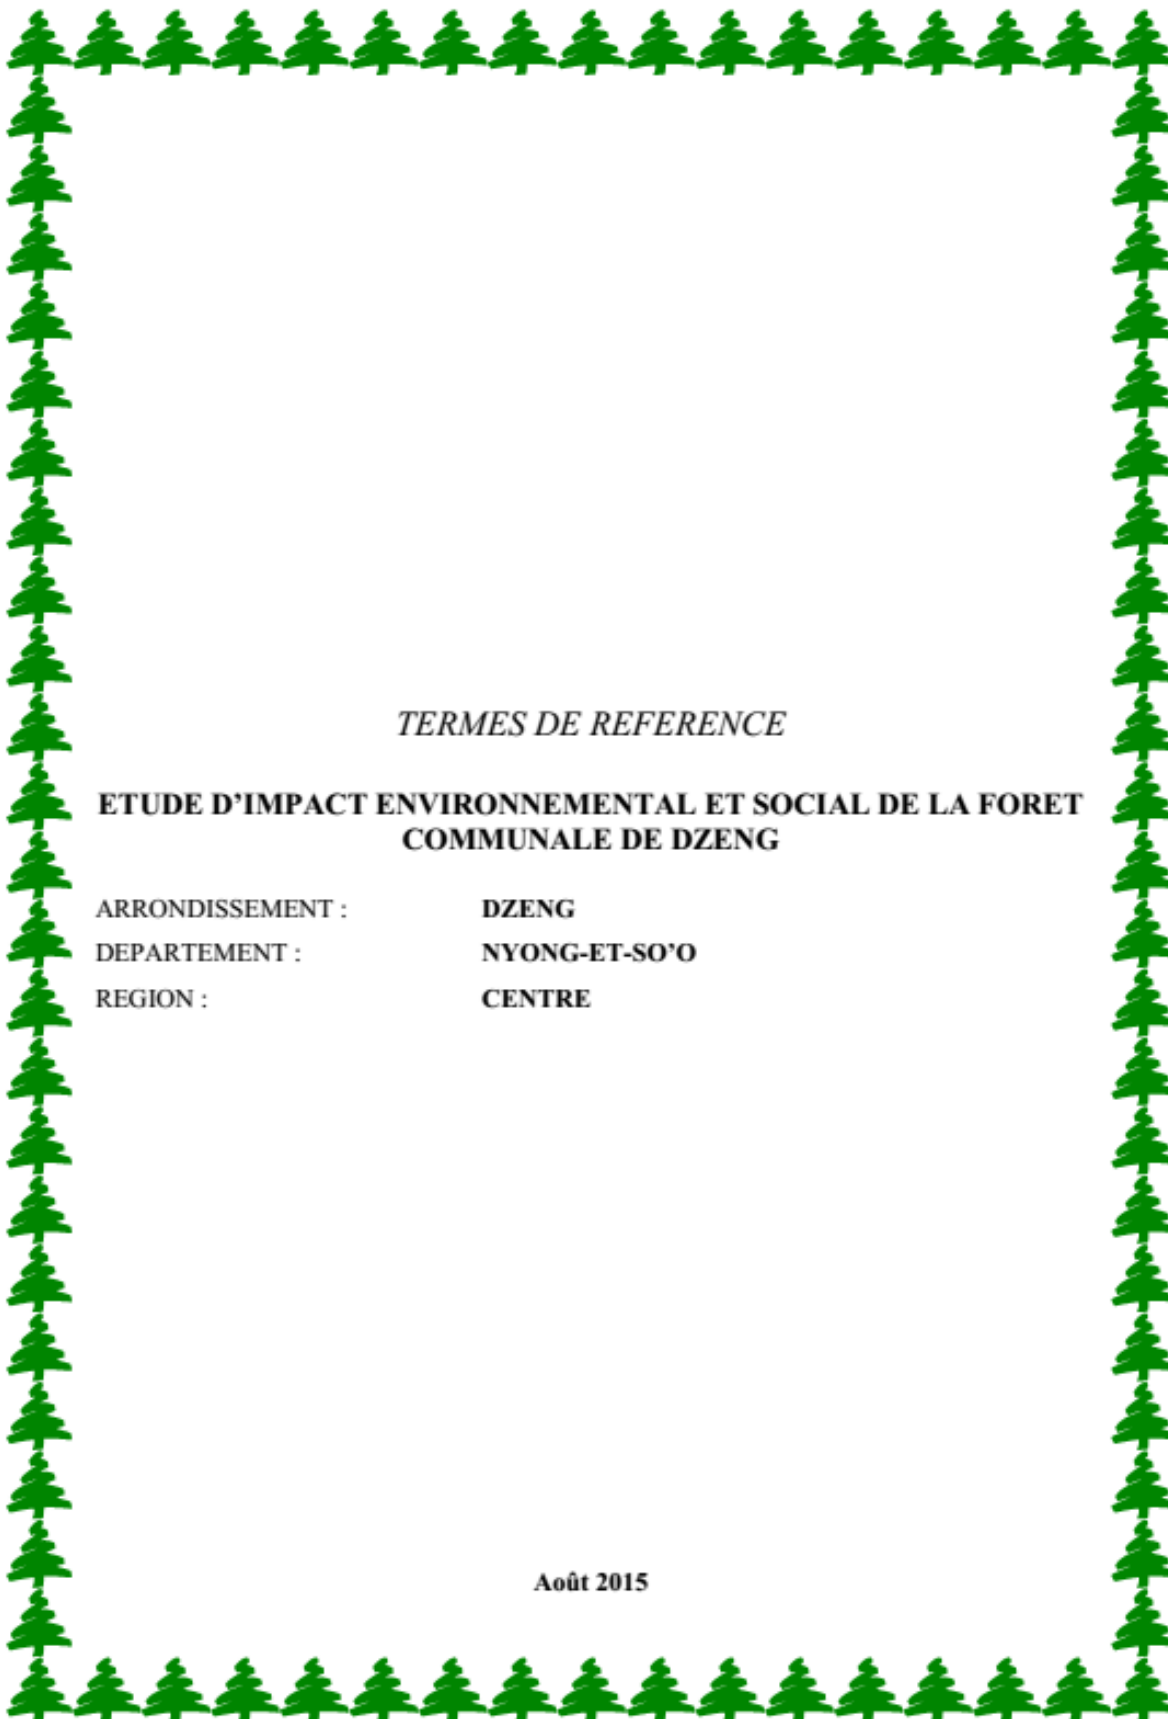 TERMES DE REFERENCE
ETUDE D’IMPACT ENVIRONNEMENTAL ET SOCIAL DE LA FORET
COMMUNALE DE DZENG
ARRONDISSEMENT : DZENG
DEPARTEMENT : NYONG-ET-SO’O
REGION : CENTRE
Août 2015